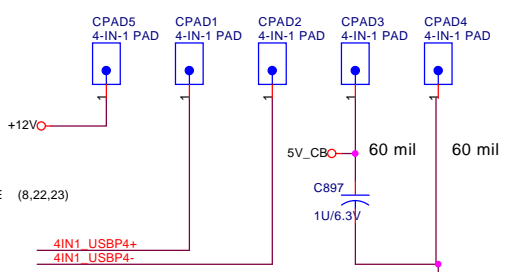 CPAD5 CPAD1 CPAD2 CPAD3 CPAD4
4-IN-1 PAD 4-IN-1 PAD 4-IN-1 PAD 4-IN-1 PAD 4-IN-1 PAD
1 1 1 1 1
+12V
5V_CB 60 mil 60 mil
E (8,22,23)
C897
1U/6.3V
4IN1_USBP4+
4IN1_USBP4-